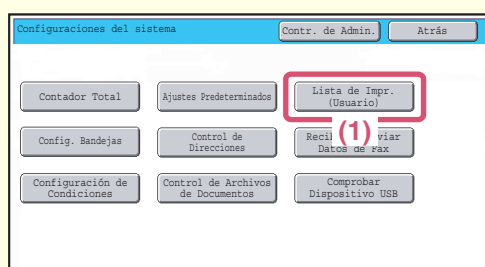 Configuraciones del sistema
Contr. de Admin.
Atrás
Contador Total
Ajustes Predeterminados
Lista de Impr.
(Usuario)
Config. Bandejas
Control de
Direcciones
(1)
Datos de Fax
Configuración de
Condiciones
Control de Archivos
de Documentos
Comprobar
Dispositivo USB